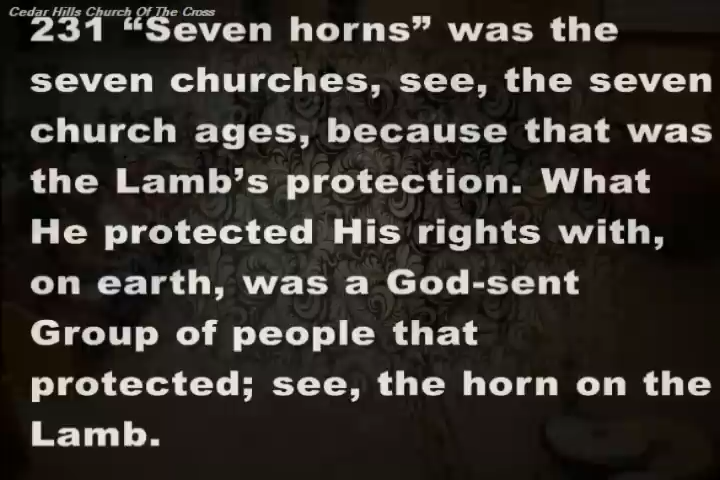 Cedar Hills Church Of The Cross
231 “Seven horns” was the
seven churches, see, the seven
church ages, because that was
the Lamb’s protection. What
He protected His rights with,
on earth, was a God-sent
Group of people that
protected; see, the horn on the
Lamb.